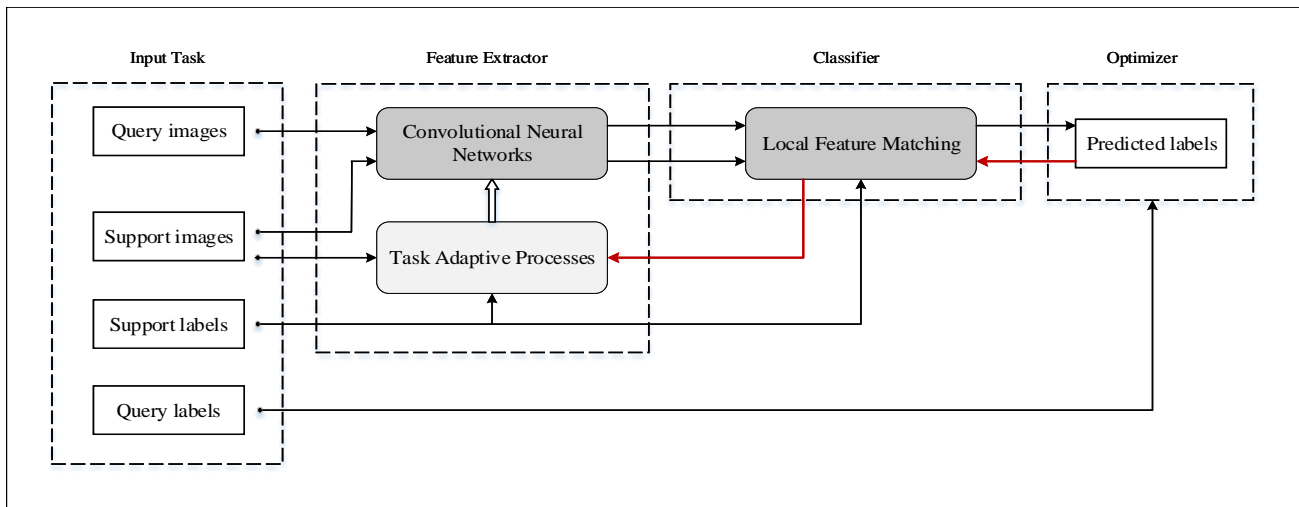 Input Task
Feature Extractor
Classifier
Optimizer
Query images
Convolutional Neural
Networks
Local Feature Matching
Predicted labels
Support images
Task Adaptive Processes
Support labels
Query labels